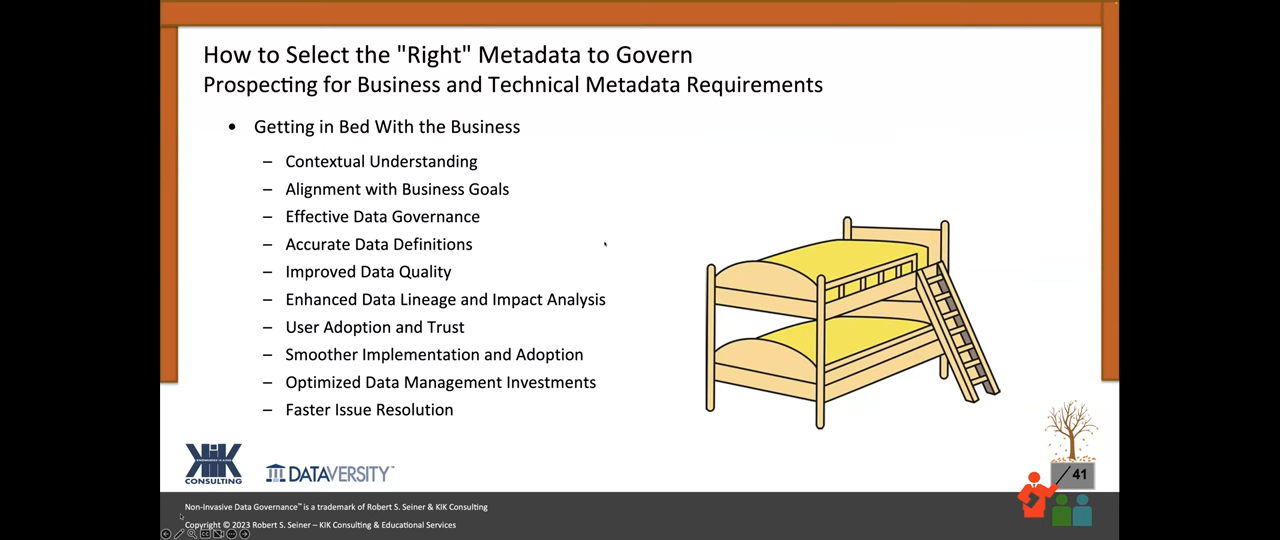 How to Select the "Right" Metadata to Govern
Prospecting for Business and Technical Metadata Requirements
• Getting in Bed With the Business
– Contextual Understanding
– Alignment with Business Goals
– Effective Data Governance
– Accurate Data Definitions
– Improved Data Quality
– Enhanced Data Lineage and Impact Analysis
– User Adoption and Trust
– Smoother Implementation and Adoption
– Optimized Data Management Investments
– Faster Issue Resolution
KIK
CONSULTING
DATAVERSITY™
/ 41
Non-Invasive Data Governance™ is a trademark of Robert S. Seiner & KIK Consulting
Copyright © 2023 Robert S. Seiner – KIK Consulting & Educational Services